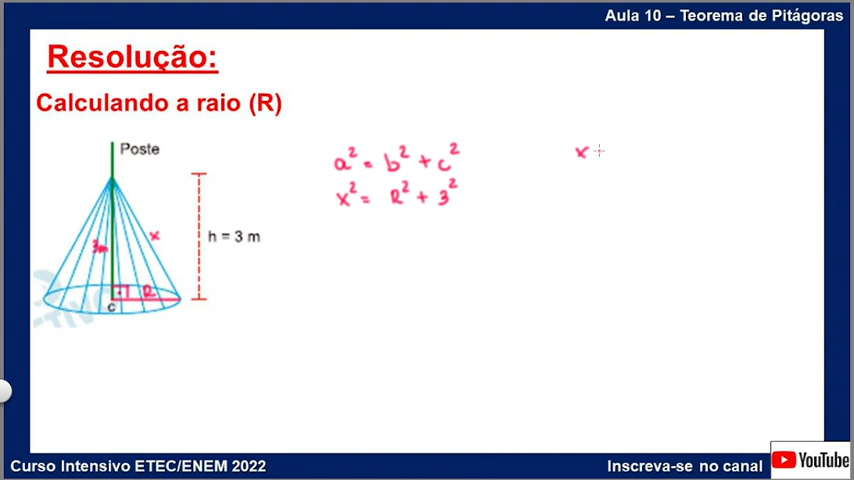 Aula 10 – Teorema de Pitágoras
Resolução:
Calculando a raio (R)
Poste
a² = b² + c²
x² = R² + 3²
x
3m
x
h = 3 m
R
C
Curso Intensivo ETEC/ENEM 2022
Inscreva-se no canal
YouTube